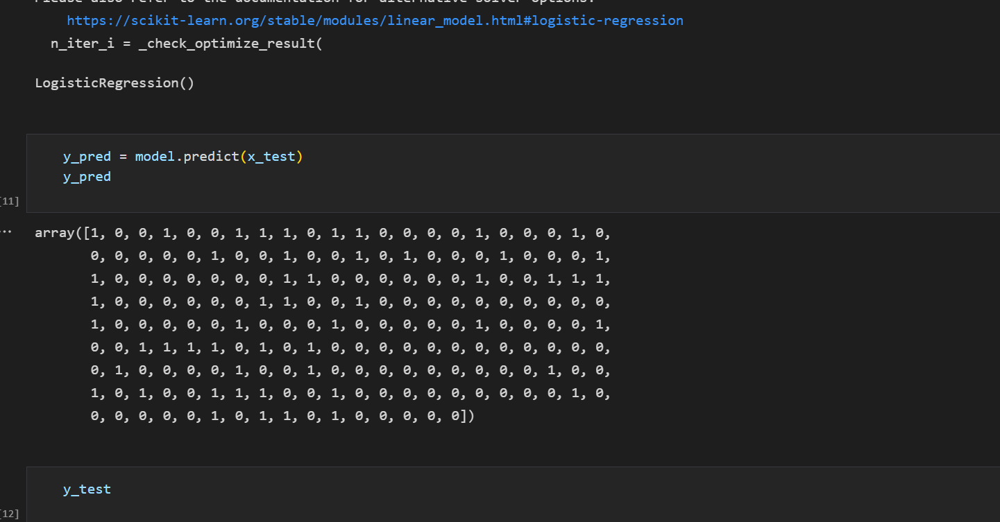 Please also refer to the documentation for alternative solver options:
https://scikit-learn.org/stable/modules/linear_model.html#logistic-regression
n_iter_i = _check_optimize_result(
LogisticRegression()
y_pred = model.predict(x_test)
y_pred
[11]
...
array([1, 0, 0, 1, 0, 0, 1, 1, 1, 0, 1, 1, 0, 0, 0, 0, 1, 0, 0, 0, 1, 0,
0, 0, 0, 0, 0, 1, 0, 0, 1, 0, 0, 1, 0, 1, 0, 0, 0, 1, 0, 0, 0, 1,
1, 0, 0, 0, 0, 0, 0, 0, 1, 1, 0, 0, 0, 0, 0, 0, 1, 0, 0, 1, 1, 1,
1, 0, 0, 0, 0, 0, 0, 1, 1, 0, 0, 1, 0, 0, 0, 0, 0, 0, 0, 0, 0, 0,
1, 0, 0, 0, 0, 0, 1, 0, 0, 0, 1, 0, 0, 0, 0, 0, 1, 0, 0, 0, 0, 1,
0, 0, 1, 1, 1, 1, 0, 1, 0, 1, 0, 0, 0, 0, 0, 0, 0, 0, 0, 0, 0, 0,
0, 1, 0, 0, 0, 0, 1, 0, 0, 1, 0, 0, 0, 0, 0, 0, 0, 0, 0, 1, 0, 0,
1, 0, 1, 0, 0, 1, 1, 1, 0, 0, 1, 0, 0, 0, 0, 0, 0, 0, 0, 0, 1, 0,
0, 0, 0, 0, 0, 1, 0, 1, 1, 0, 1, 0, 0, 0, 0, 0])
y_test
[12]